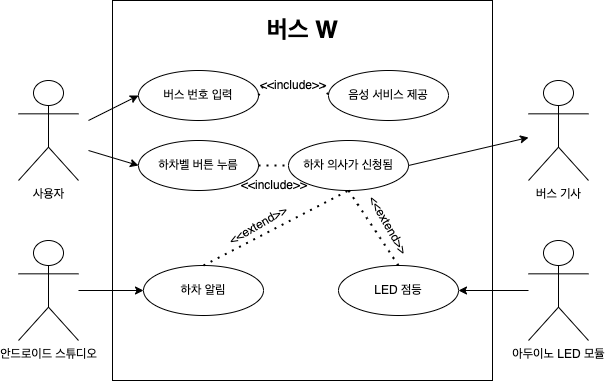 버스 W
버스 번호 입력
<<include>>
음성 서비스 제공
하차벨 버튼 누름
하차 의사가 신청됨
<<include>>
사용자
버스 기사
<<extend>>
<<extend>>
하차 알림
LED 점등
안드로이드 스튜디오
아두이노 LED 모듈